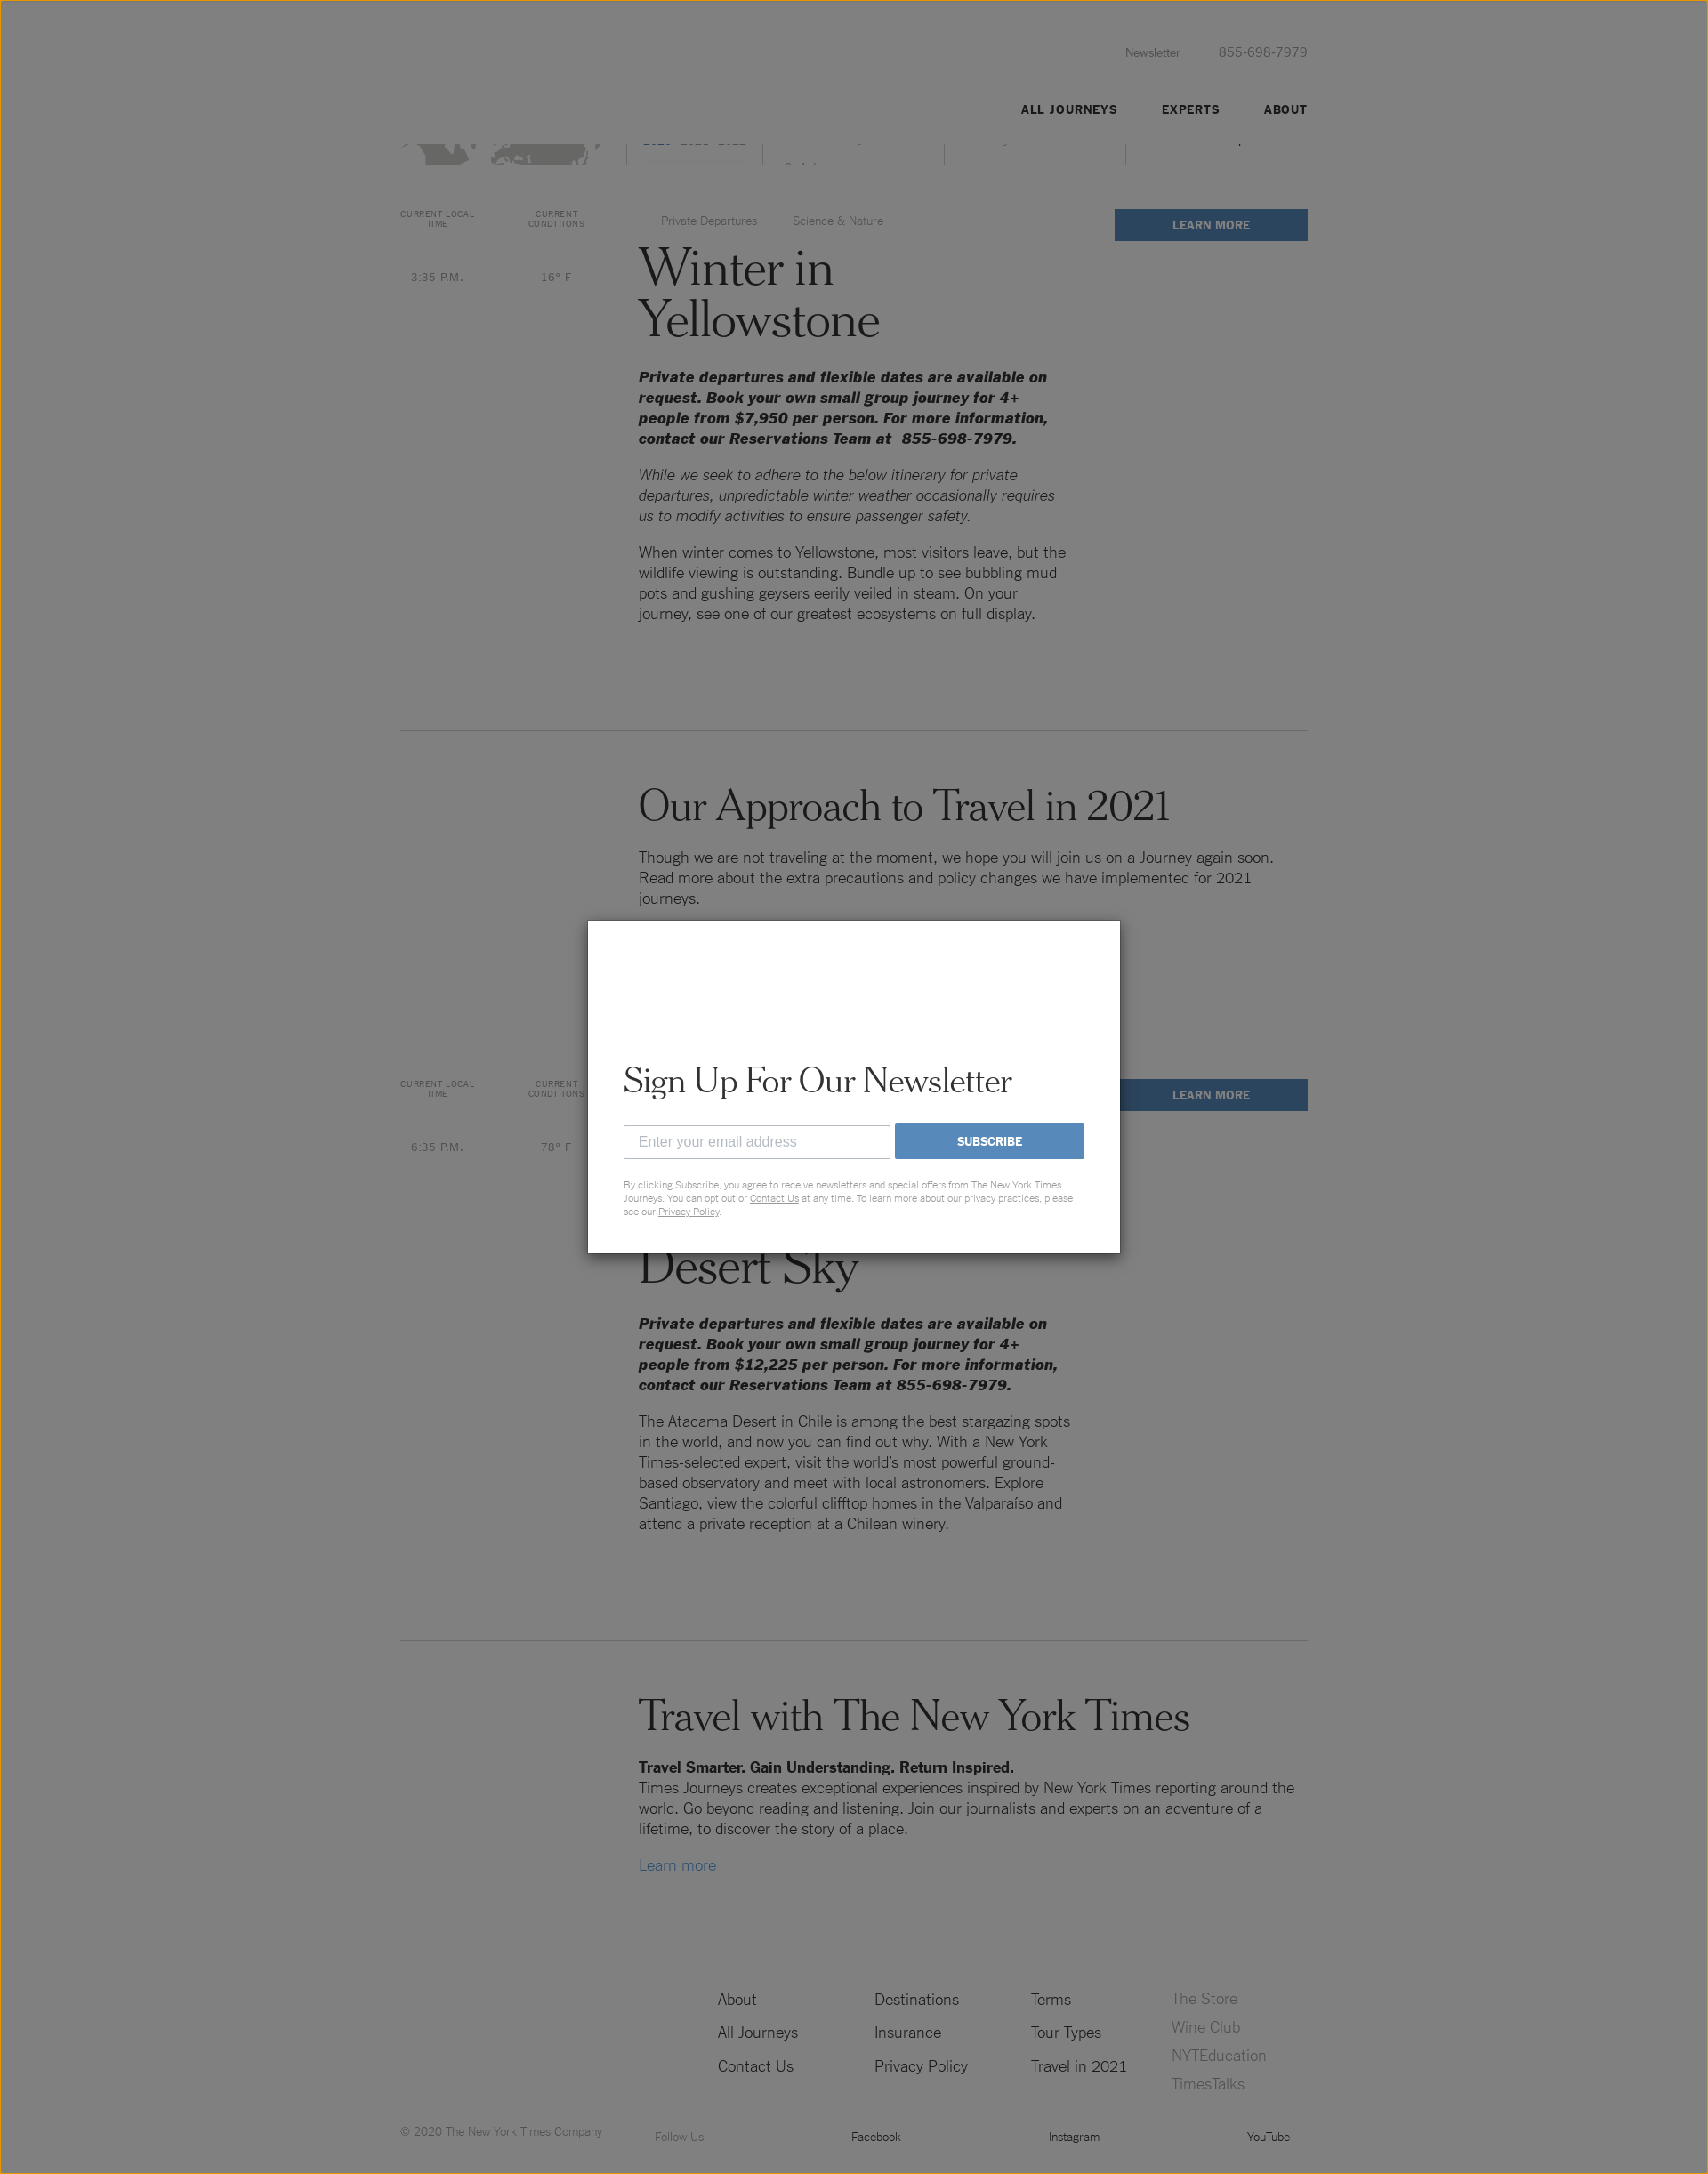 Newsletter
855-698-7979
ALL JOURNEYS
EXPERTS
ABOUT
CURRENT LOCAL
TIME
CURRENT
CONDITIONS
3:35 P.M.
16° F
Private Departures
Science & Nature
LEARN MORE
Winter in
Yellowstone
Private departures and flexible dates are available on
request. Book your own small group journey for 4+
people from $7,950 per person. For more information,
contact our Reservations Team at  855-698-7979.
While we seek to adhere to the below itinerary for private
departures, unpredictable winter weather occasionally requires
us to modify activities to ensure passenger safety.
When winter comes to Yellowstone, most visitors leave, but the
wildlife viewing is outstanding. Bundle up to see bubbling mud
pots and gushing geysers eerily veiled in steam. On your
journey, see one of our greatest ecosystems on full display.
Our Approach to Travel in 2021
Though we are not traveling at the moment, we hope you will join us on a Journey again soon.
Read more about the extra precautions and policy changes we have implemented for 2021
journeys.
CURRENT LOCAL
TIME
CURRENT
CONDITIONS
6:35 P.M.
78° F
LEARN MORE
Sign Up For Our Newsletter
Enter your email address
SUBSCRIBE
By clicking Subscribe, you agree to receive newsletters and special offers from The New York Times
Journeys. You can opt out or Contact Us at any time. To learn more about our privacy practices, please
see our Privacy Policy.
Desert Sky
Private departures and flexible dates are available on
request. Book your own small group journey for 4+
people from $12,225 per person. For more information,
contact our Reservations Team at 855-698-7979.
The Atacama Desert in Chile is among the best stargazing spots
in the world, and now you can find out why. With a New York
Times-selected expert, visit the world’s most powerful ground-
based observatory and meet with local astronomers. Explore
Santiago, view the colorful clifftop homes in the Valparaíso and
attend a private reception at a Chilean winery.
Travel with The New York Times
Travel Smarter. Gain Understanding. Return Inspired.
Times Journeys creates exceptional experiences inspired by New York Times reporting around the
world. Go beyond reading and listening. Join our journalists and experts on an adventure of a
lifetime, to discover the story of a place.
Learn more
About
All Journeys
Contact Us
Destinations
Insurance
Privacy Policy
Terms
Tour Types
Travel in 2021
The Store
Wine Club
NYTEducation
TimesTalks
© 2020 The New York Times Company
Follow Us
Facebook
Instagram
YouTube